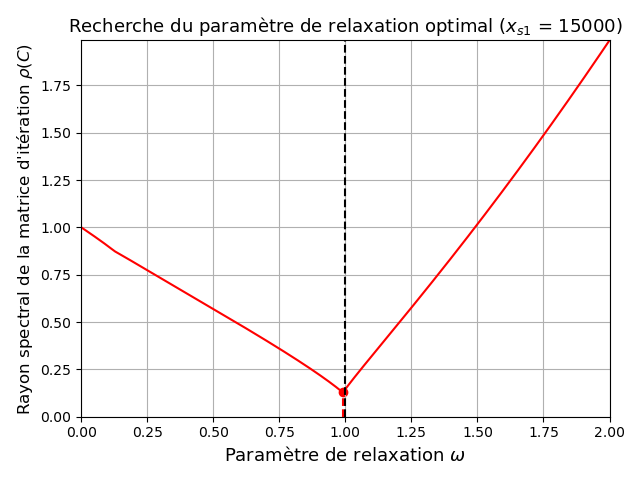 Recherche du paramètre de relaxation optimal ($x_{s1}$ = 15000)
Rayon spectral de la matrice d'itération $\rho(C)$
1.75
1.50
1.25
1.00
0.75
0.50
0.25
0.00
0.00 0.25 0.50 0.75 1.00 1.25 1.50 1.75 2.00
Paramètre de relaxation $\omega$